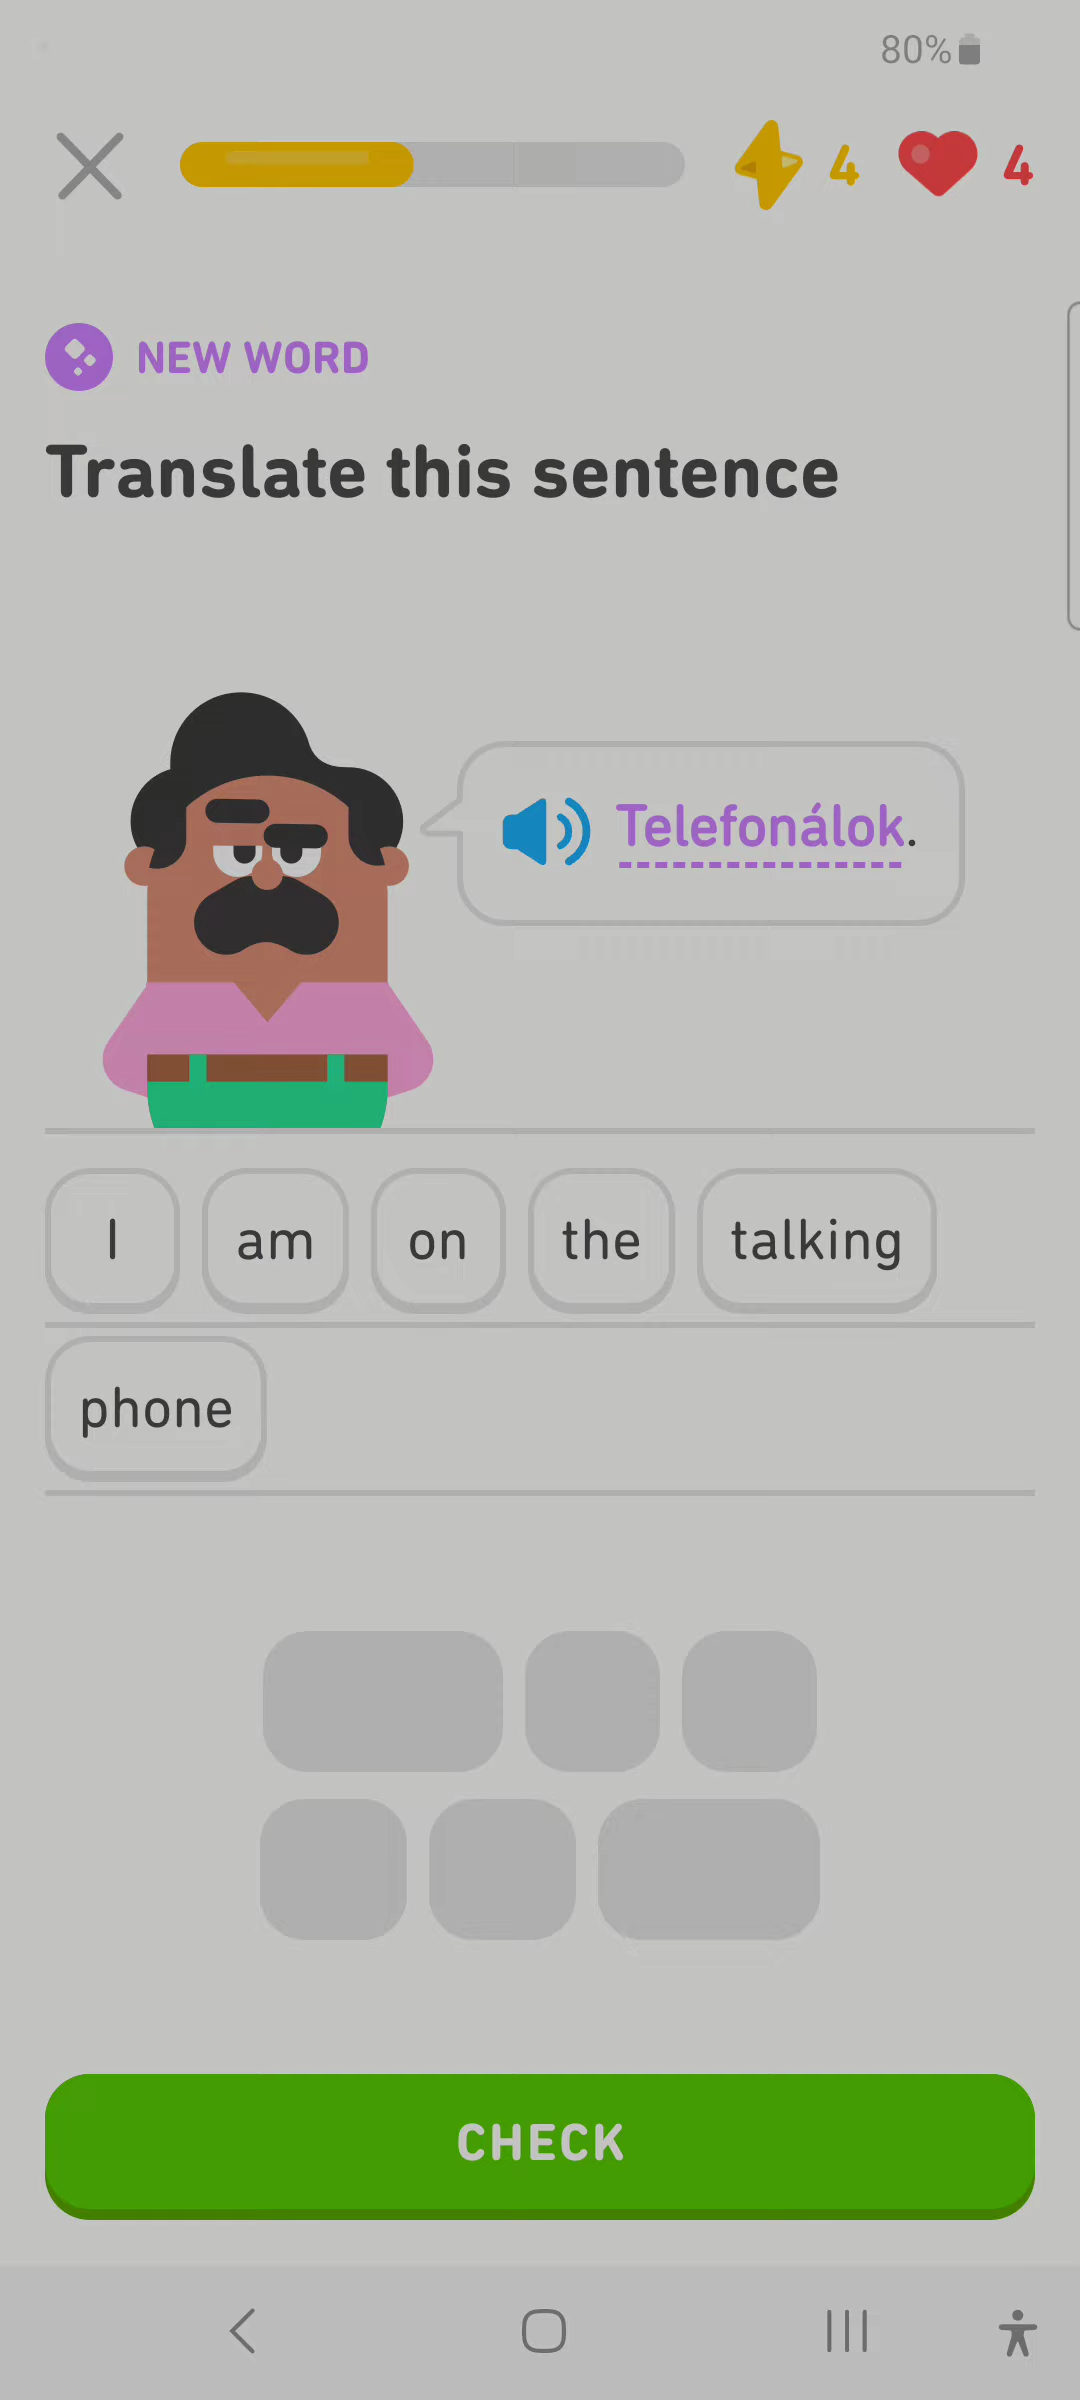 80%
4 4
NEW WORD
Translate this sentence
Telefonálok.
I am on the talking
phone
CHECK